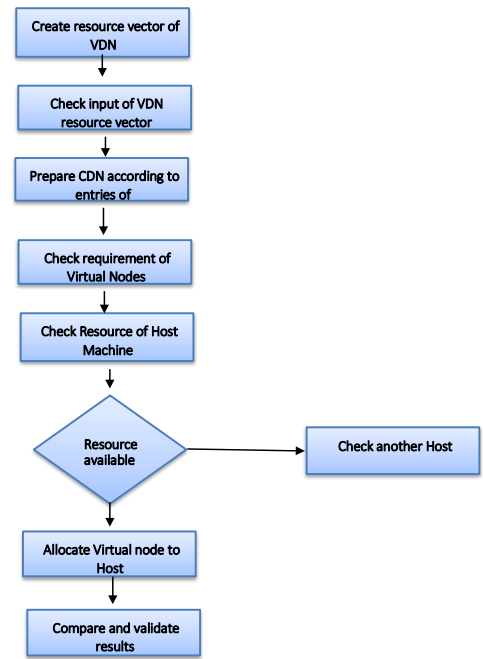 Create resource vector of
VDN
Check input of VDN
resource vector
Prepare CDN according to
entries of
Check requirement of
Virtual Nodes
Check Resource of Host
Machine
Resource
available
Check another Host
Allocate Virtual node to
Host
Compare and validate
results